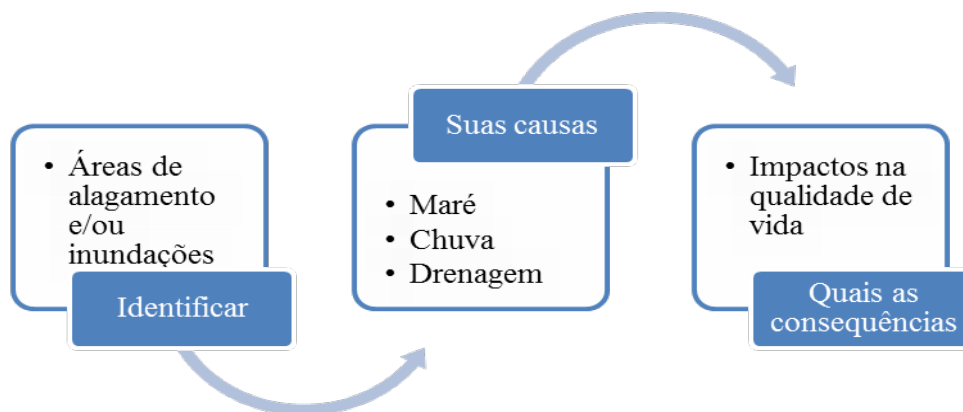 • Áreas de
alagamento
e/ou
inundações
Identificar
Suas causas
• Maré
• Chuva
• Drenagem
• Impactos na
qualidade de
vida
Quais as
consequências